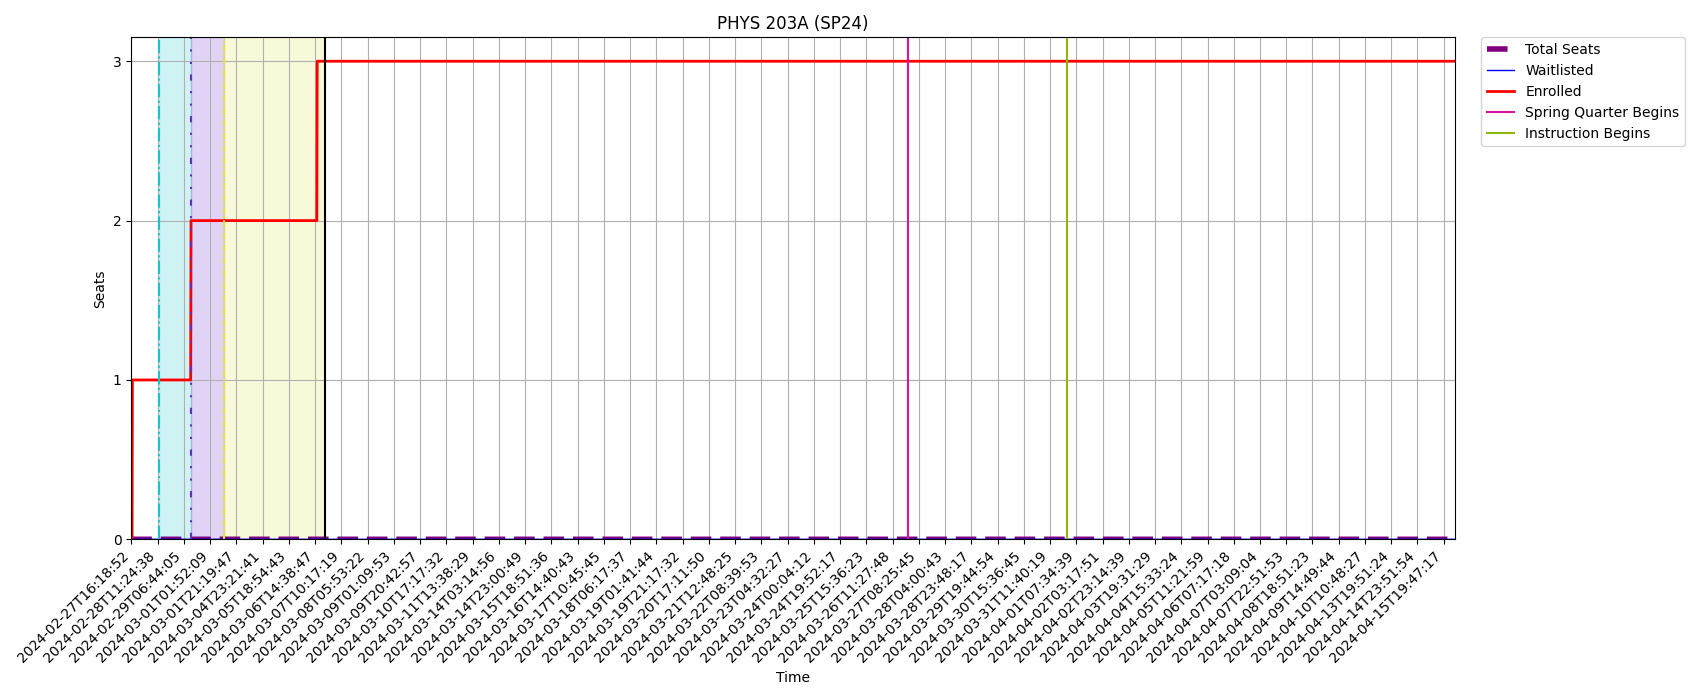 PHYS 203A (SP24)
Total Seats
Waitlisted
Enrolled
Spring Quarter Begins
Instruction Begins
Seats
3
2
1
0
2024-02-27T16:18:52
2024-02-28T11:24:38
2024-02-29T06:44:05
2024-03-01T01:52:09
2024-03-01T21:19:47
2024-03-04T23:21:41
2024-03-05T18:54:43
2024-03-06T14:38:47
2024-03-07T10:17:19
2024-03-08T05:53:22
2024-03-09T01:09:53
2024-03-09T20:42:57
2024-03-10T17:17:32
2024-03-11T13:38:29
2024-03-14T03:14:56
2024-03-14T23:00:49
2024-03-15T18:51:36
2024-03-16T14:40:43
2024-03-17T10:45:45
2024-03-18T06:17:37
2024-03-19T01:41:44
2024-03-19T21:17:32
2024-03-20T17:11:50
2024-03-21T12:48:25
2024-03-22T08:39:53
2024-03-23T04:32:27
2024-03-24T00:04:12
2024-03-24T19:52:17
2024-03-25T15:36:23
2024-03-26T11:27:48
2024-03-27T08:25:45
2024-03-28T04:00:43
2024-03-28T23:48:17
2024-03-29T19:44:54
2024-03-30T15:36:45
2024-03-31T11:40:19
2024-04-01T07:34:39
2024-04-02T03:17:51
2024-04-02T23:14:39
2024-04-03T19:31:29
2024-04-04T15:33:24
2024-04-05T11:21:59
2024-04-06T07:17:18
2024-04-07T03:09:04
2024-04-07T22:51:53
2024-04-08T18:51:23
2024-04-09T14:49:44
2024-04-10T10:48:27
2024-04-13T19:51:24
2024-04-14T23:51:54
2024-04-15T19:47:17
Time